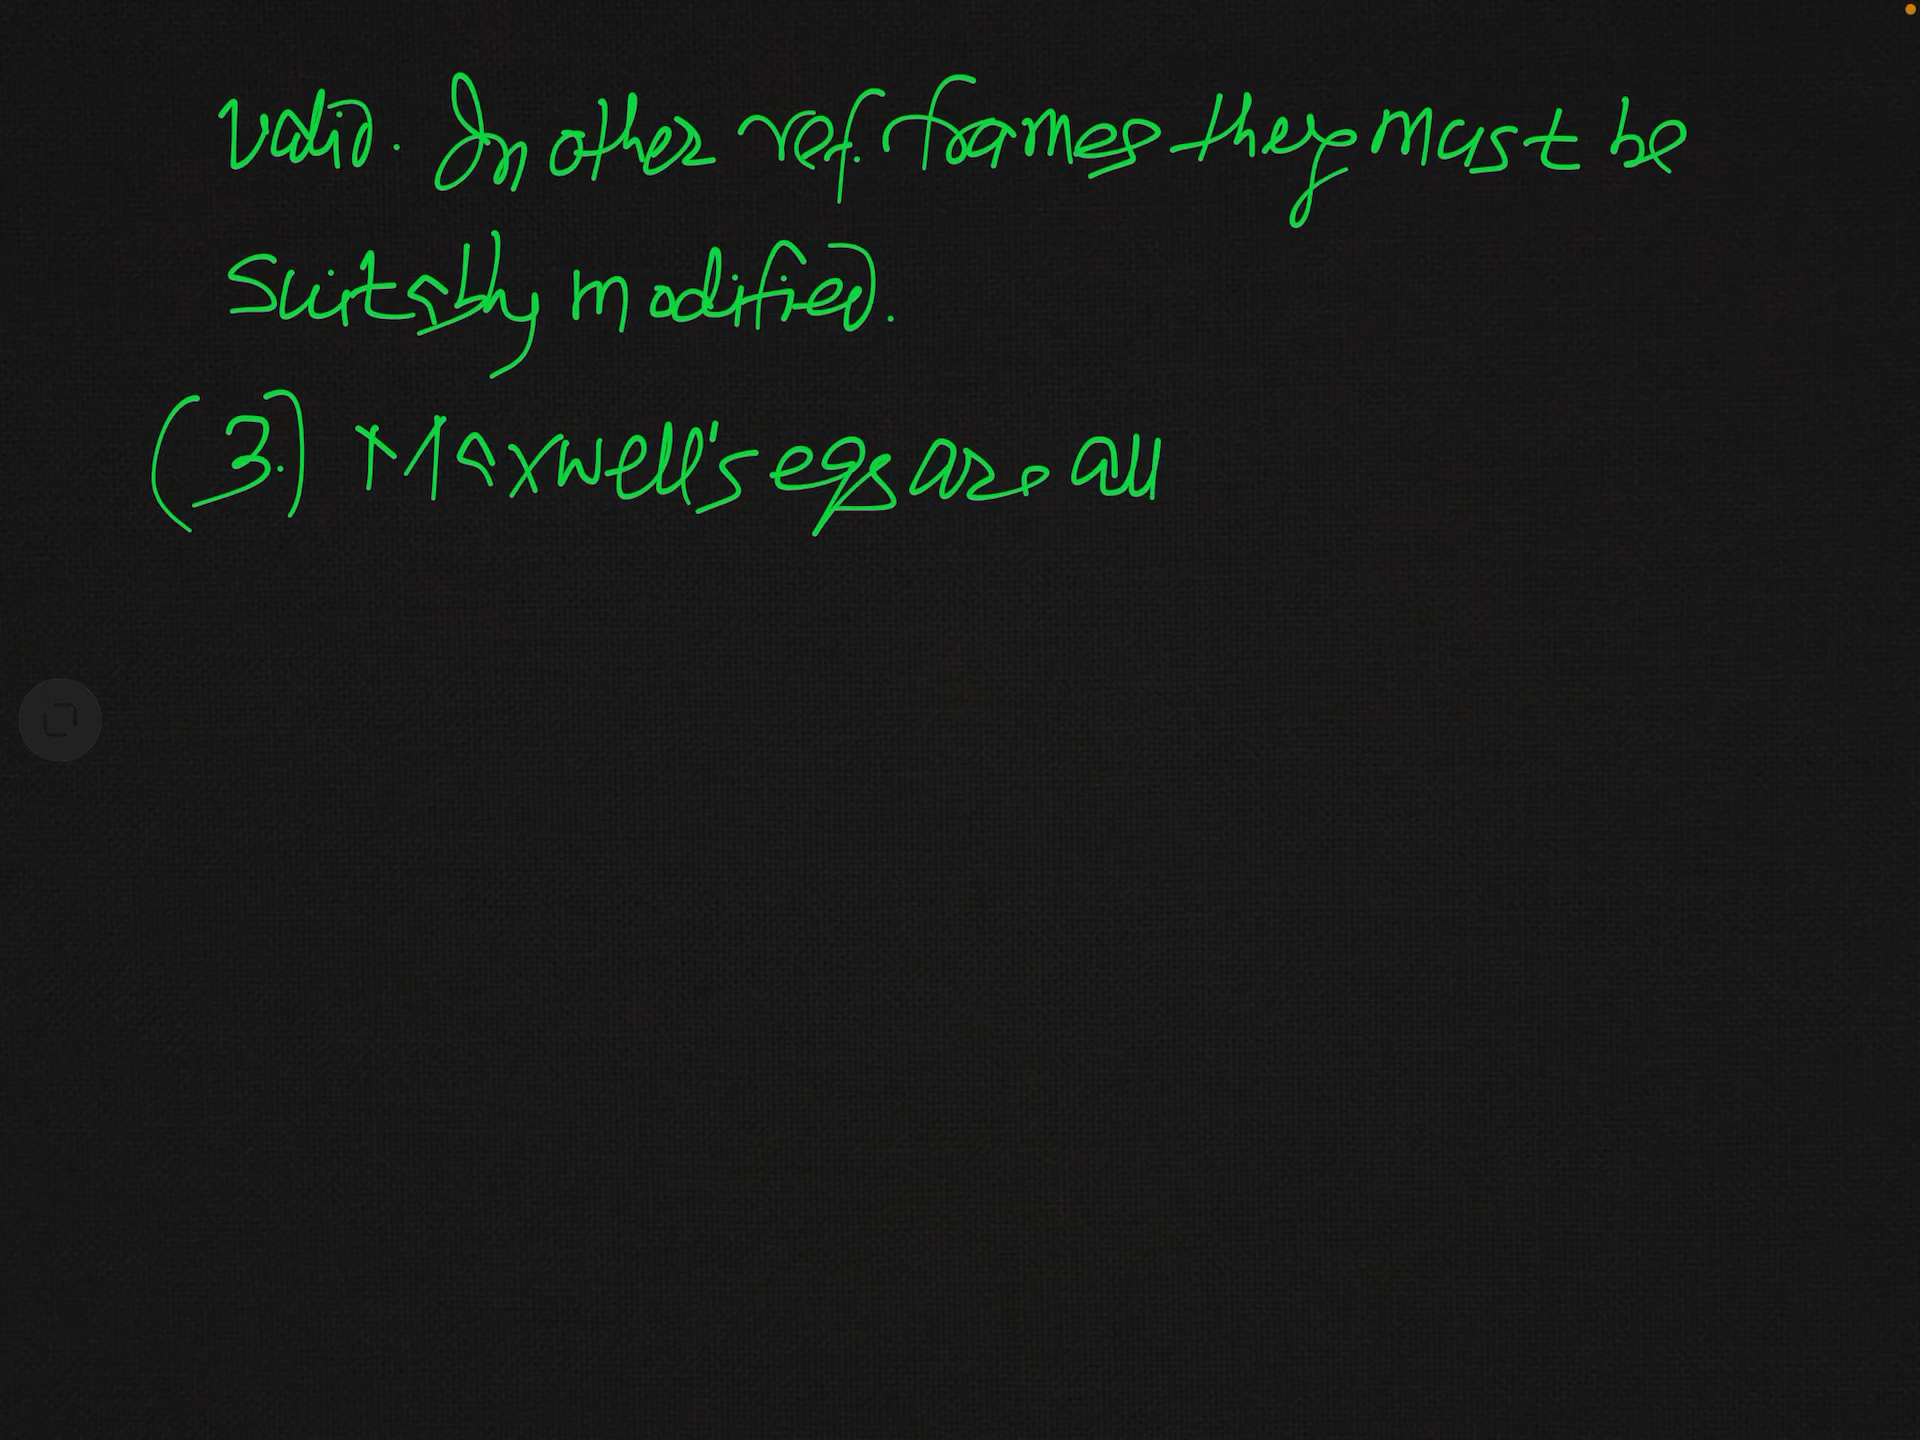 valid. In other ref. frames they must be
suitably modified.
(3.) Maxwell's eqs are all